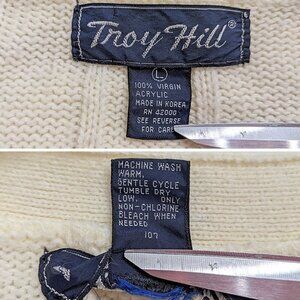 Troy Hill®
L
100% VIRGIN
ACRYLIC
MADE IN KOREA
RN 42000
SEE REVERSE
FOR CARE
MACHINE WASH
WARM,
GENTLE CYCLE
TUMBLE DRY
LOW, ONLY
NON-CHLORINE
BLEACH WHEN
NEEDED
107